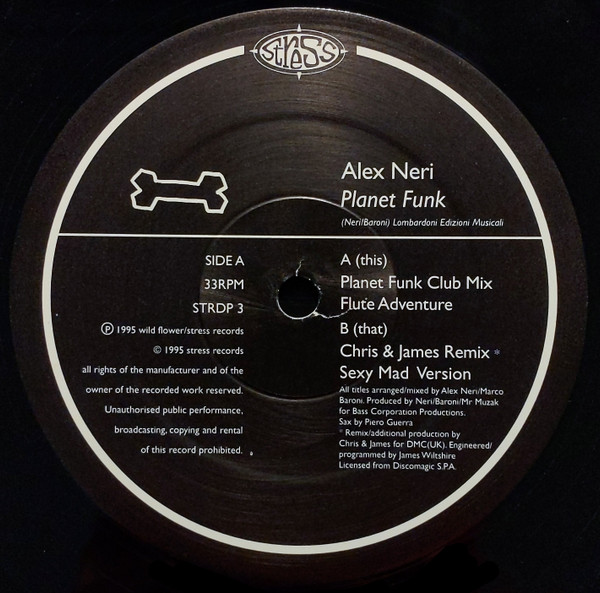 stress
Alex Neri
Planet Funk
(Neri/Baroni) Lombardoni Edizioni Musicali
SIDE A
33RPM
STRDP 3
℗ 1995 wild flower/stress records
© 1995 stress records
all rights of the manufacturer and of the
owner of the recorded work reserved.
Unauthorised public performance,
broadcasting, copying and rental
of this record prohibited.
A (this)
Planet Funk Club Mix
Flute Adventure
B (that)
Chris & James Remix *
Sexy Mad Version
All titles arranged/mixed by Alex Neri/Marco
Baroni. Produced by Neri/Baroni/Mr Muzak
for Bass Corporation Productions.
Sax by Piero Guerra
* Remix/additional production by
Chris & James for DMC(UK). Engineered/
programmed by James Wiltshire
Licensed from Discomagic S.P.A.